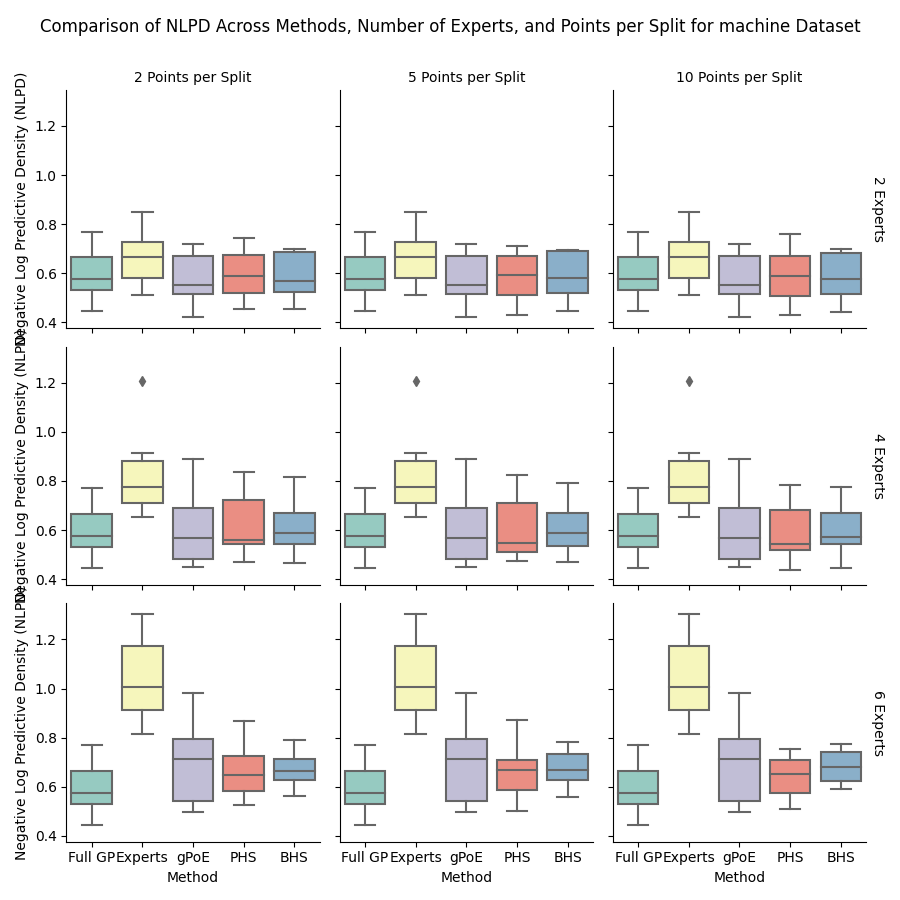 Comparison of NLPD Across Methods, Number of Experts, and Points per Split for machine Dataset
2 Points per Split
5 Points per Split
10 Points per Split
Negative Log Predictive Density (NLPD)
1.2
1.0
0.8
0.6
0.4
2 Experts
Negative Log Predictive Density (NLPD)
1.2
1.0
0.8
0.6
0.4
4 Experts
Negative Log Predictive Density (NLPD)
1.2
1.0
0.8
0.6
0.4
6 Experts
Full GP Experts gPoE PHS BHS
Full GP Experts gPoE PHS BHS
Full GP Experts gPoE PHS BHS
Method
Method
Method